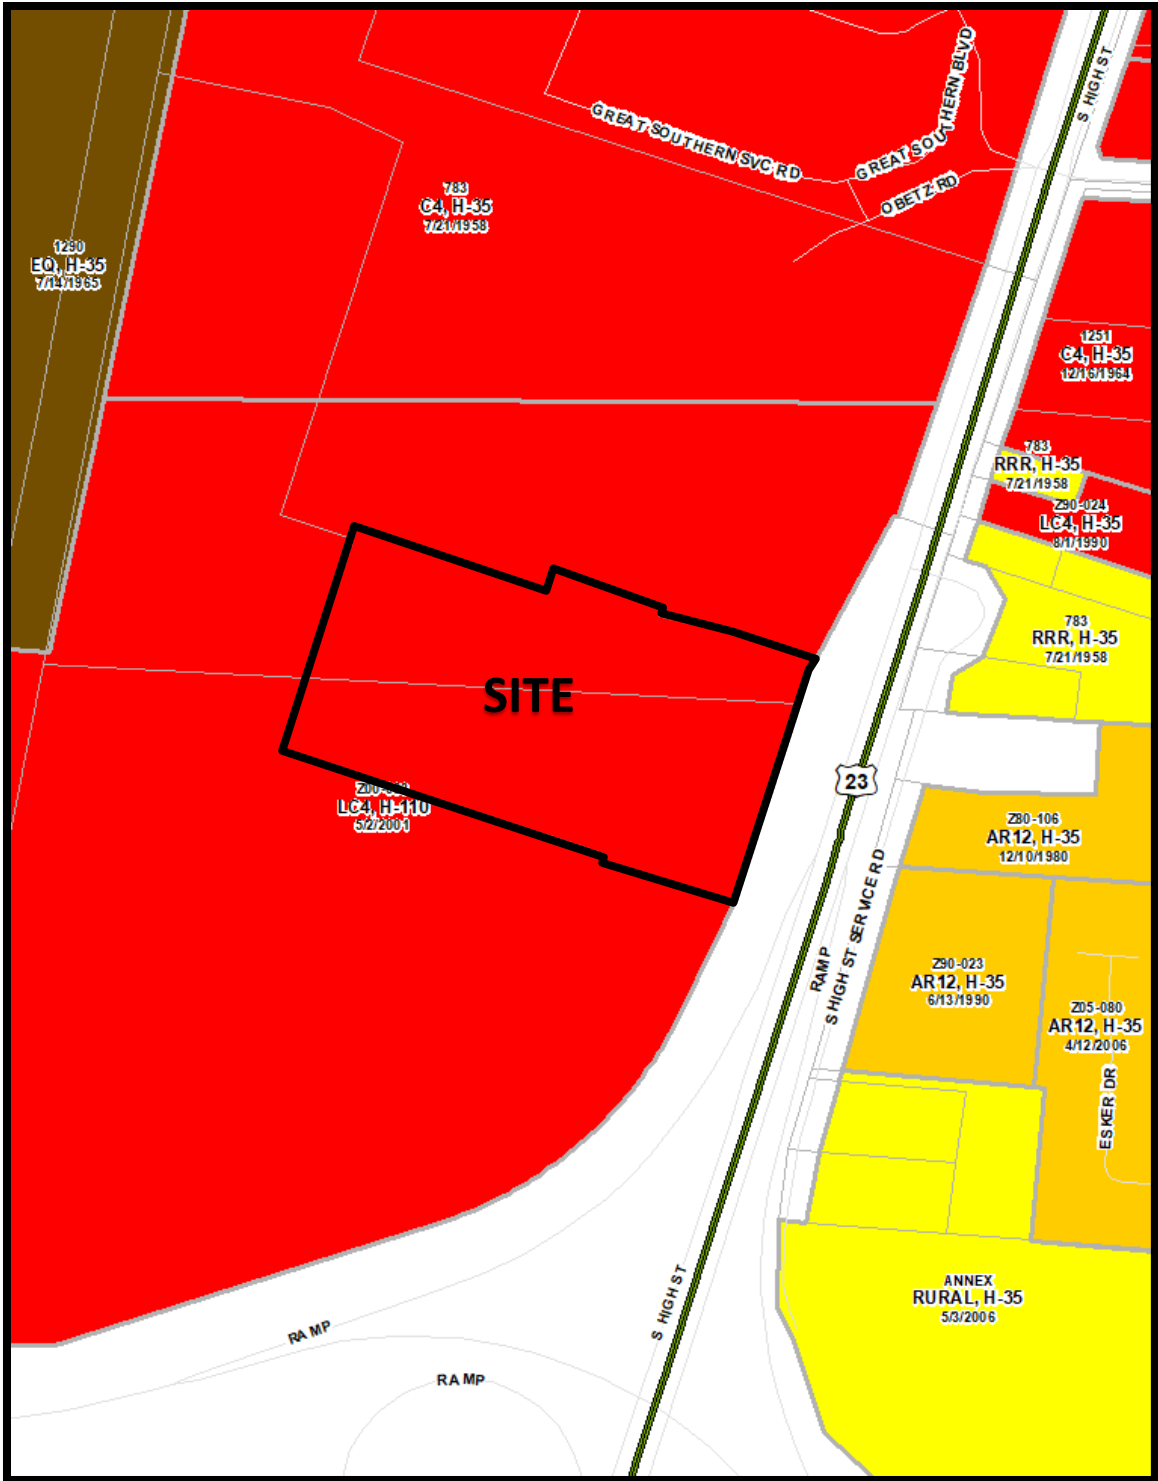 S HIGH ST
GREAT SOUTHERN BLVD
GREAT SOUTHERN SVC RD
OBETZ RD
783
C4, H-35
7/21/1958
1290
EQ, H-35
7/14/1965
1251
C4, H-35
12/16/1964
783
RRR, H-35
7/21/1958
Z90-024
LC4, H-35
8/1/1990
783
RRR, H-35
7/21/1958
SITE
23
LC4, H-110
5/2/2001
Z80-106
AR12, H-35
12/10/1980
RAMP
S HIGH ST SERVICE RD
Z90-023
AR12, H-35
6/13/1990
Z05-080
AR12, H-35
4/12/2006
ESKER DR
ANNEX
RURAL, H-35
5/3/2006
S HIGH ST
RAMP
RAMP